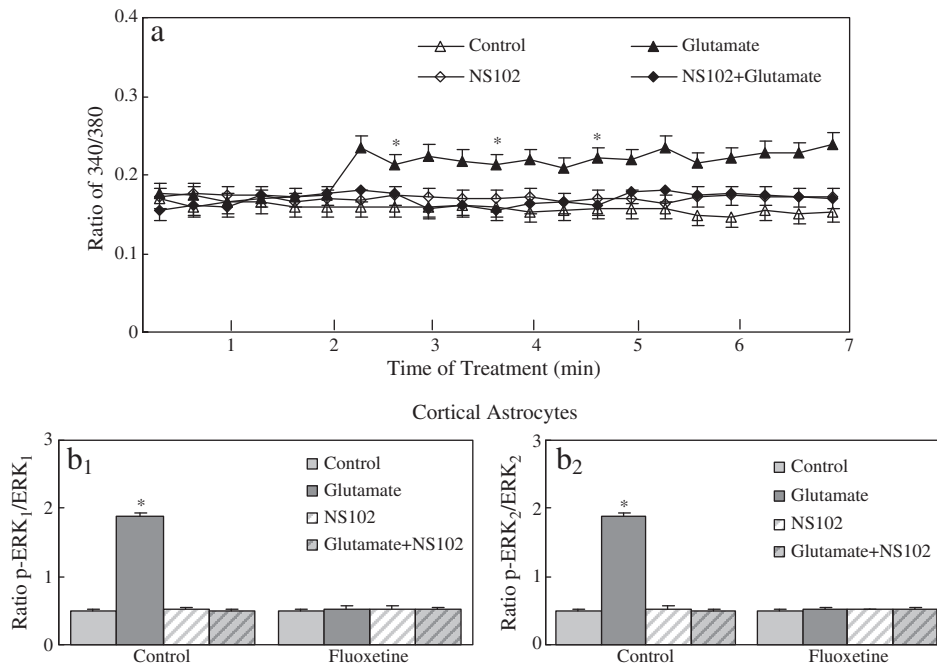 a
0.4
0.3
0.2
0.1
0
Ratio of 340/380
Control
Glutamate
NS102
NS102+Glutamate
* * *
1 2 3 4 5 6 7
Time of Treatment (min)
Cortical Astrocytes
b1
3
2
1
0
Ratio p-ERK1/ERK1
Control
Glutamate
NS102
Glutamate+NS102
*
Control Fluoxetine
b2
3
2
1
0
Ratio p-ERK2/ERK2
Control
Glutamate
NS102
Glutamate+NS102
*
Control Fluoxetine